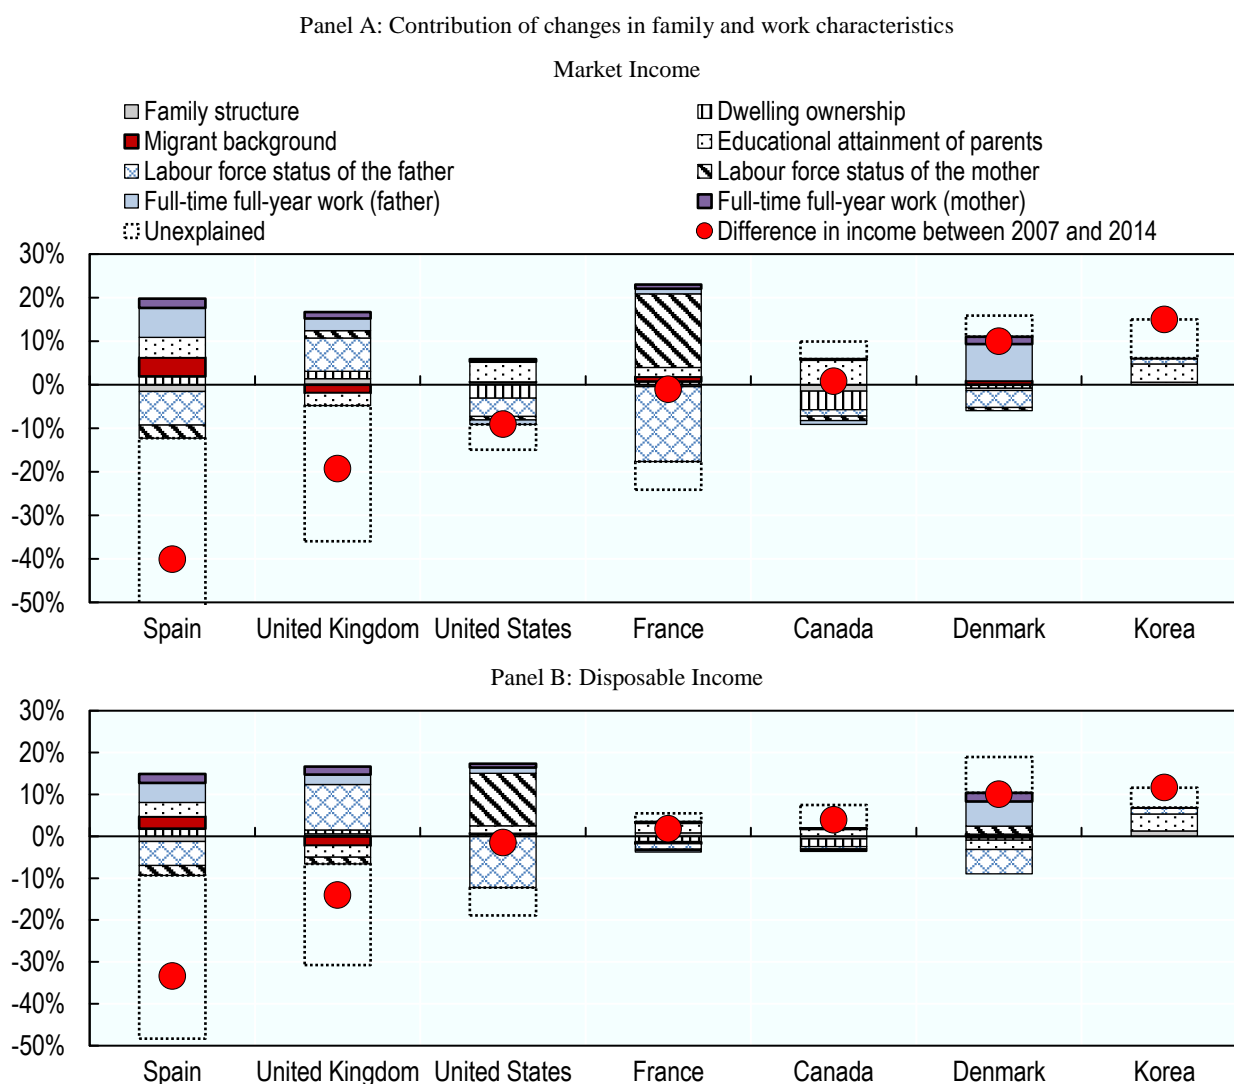 Panel A: Contribution of changes in family and work characteristics
Market Income
Family structure
Dwelling ownership
Migrant background
Educational attainment of parents
Labour force status of the father
Labour force status of the mother
Full-time full-year work (father)
Full-time full-year work (mother)
Unexplained
Difference in income between 2007 and 2014
30%
20%
10%
0%
-10%
-20%
-30%
-40%
-50%
Spain United Kingdom United States France Canada Denmark Korea
Panel B: Disposable Income
30%
20%
10%
0%
-10%
-20%
-30%
-40%
-50%
Spain United Kingdom United States France Canada Denmark Korea